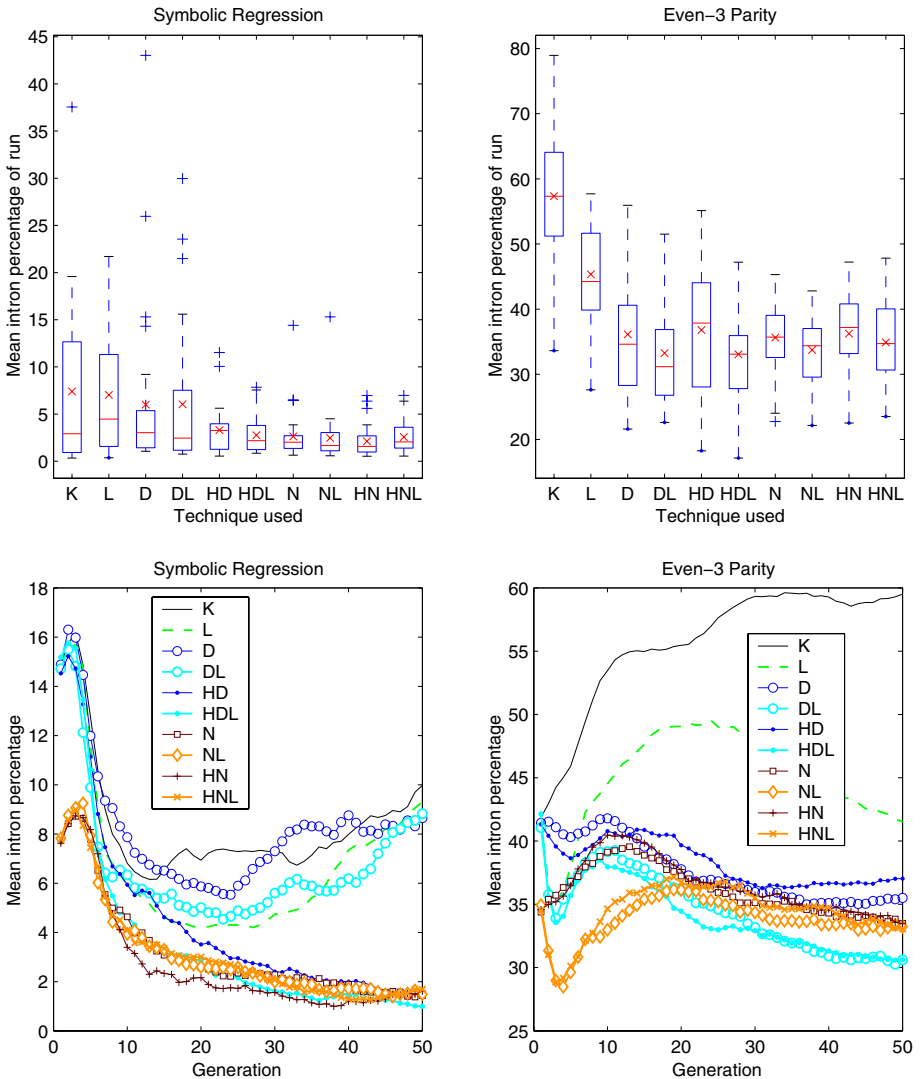 Symbolic Regression
45
40
35
30
25
20
15
10
5
0
Mean intron percentage of run
K L D DL HD HDL N NL HN HNL
Technique used
Even−3 Parity
80
70
60
50
40
30
20
Mean intron percentage of run
K L D DL HD HDL N NL HN HNL
Technique used
Symbolic Regression
18
16
14
12
10
8
6
4
2
0
Mean intron percentage
K
L
D
DL
HD
HDL
N
NL
HN
HNL
0 10 20 30 40 50
Generation
Even−3 Parity
60
55
50
45
40
35
30
25
Mean intron percentage
K
L
D
DL
HD
HDL
N
NL
HN
HNL
0 10 20 30 40 50
Generation